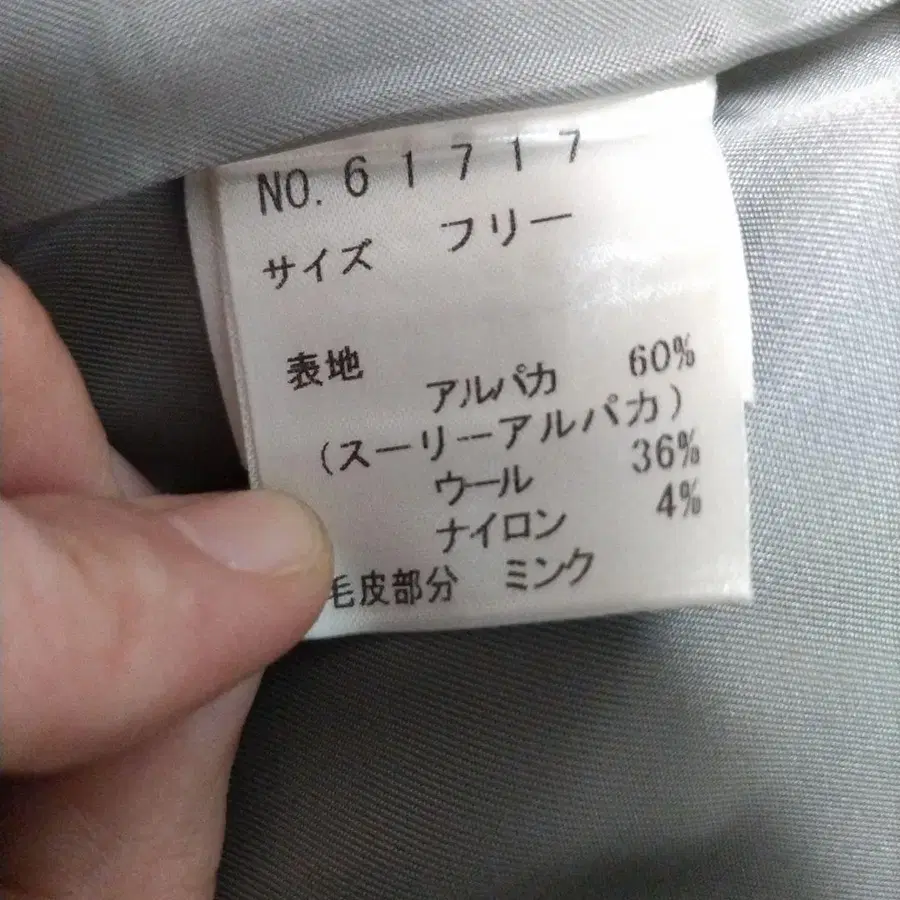 NO. 61717
サイズ フリー
表地
アルパカ 60%
(スーリーアルパカ)
ウール 36%
ナイロン 4%
毛皮部分 ミンク